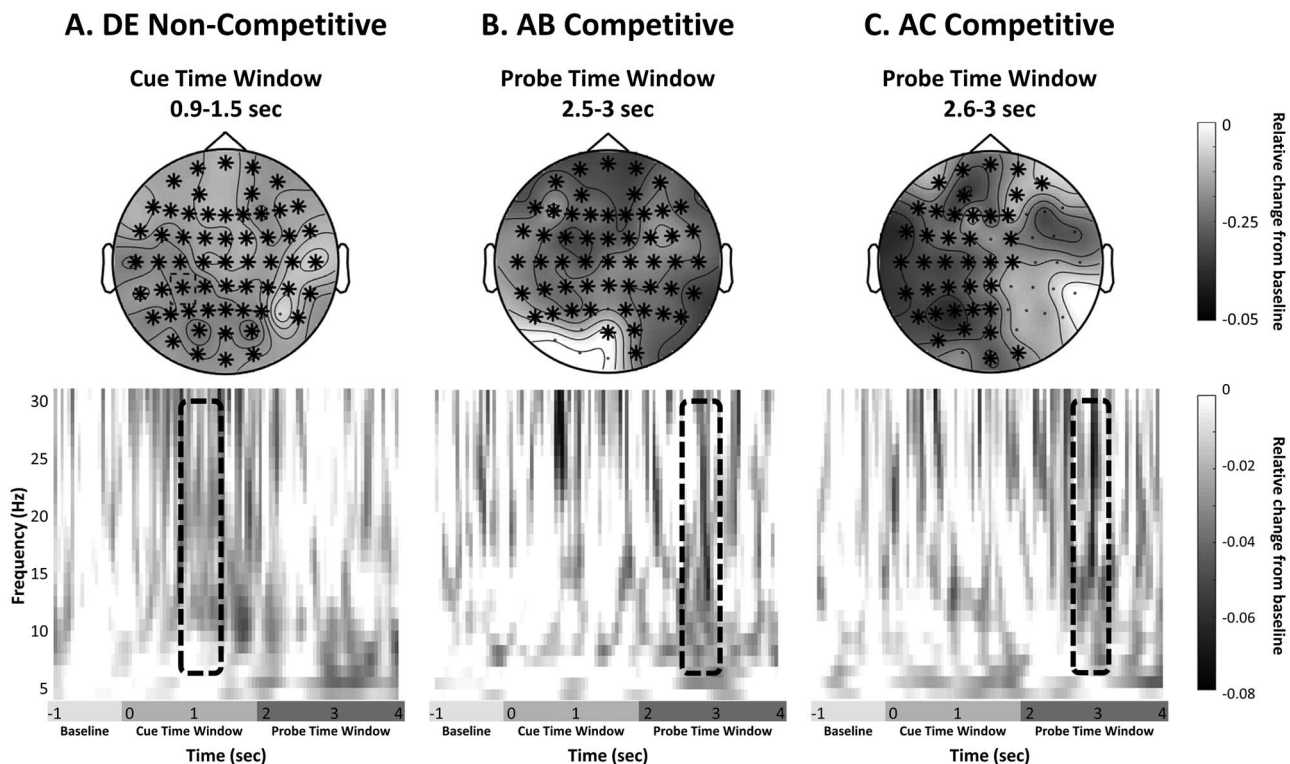 A. DE Non-Competitive
B. AB Competitive
C. AC Competitive
Cue Time Window
0.9-1.5 sec
Probe Time Window
2.5-3 sec
Probe Time Window
2.6-3 sec
0
-0.25
-0.05
Relative change from baseline
30
25
20
15
10
5
Frequency (Hz)
0
-0.02
-0.04
-0.06
-0.08
Relative change from baseline
-1 0 1 2 3 4
Baseline Cue Time Window Probe Time Window
Time (sec)
-1 0 1 2 3 4
Baseline Cue Time Window Probe Time Window
Time (sec)
-1 0 1 2 3 4
Baseline Cue Time Window Probe Time Window
Time (sec)